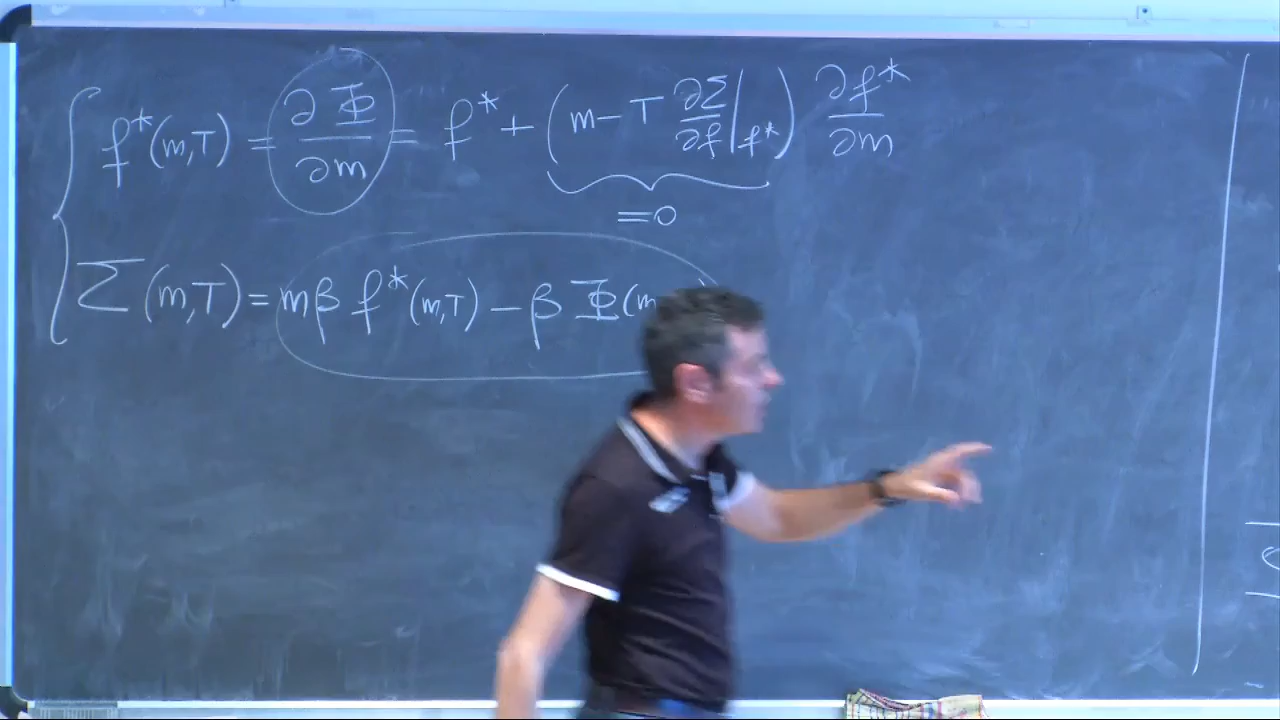 f*(m,T) = ∂Φ/∂m = f* + (m − T ∂Σ/∂f|f*) ∂f*/∂m
= 0
Σ(m,T) = mβ f*(m,T) − β Φ(m